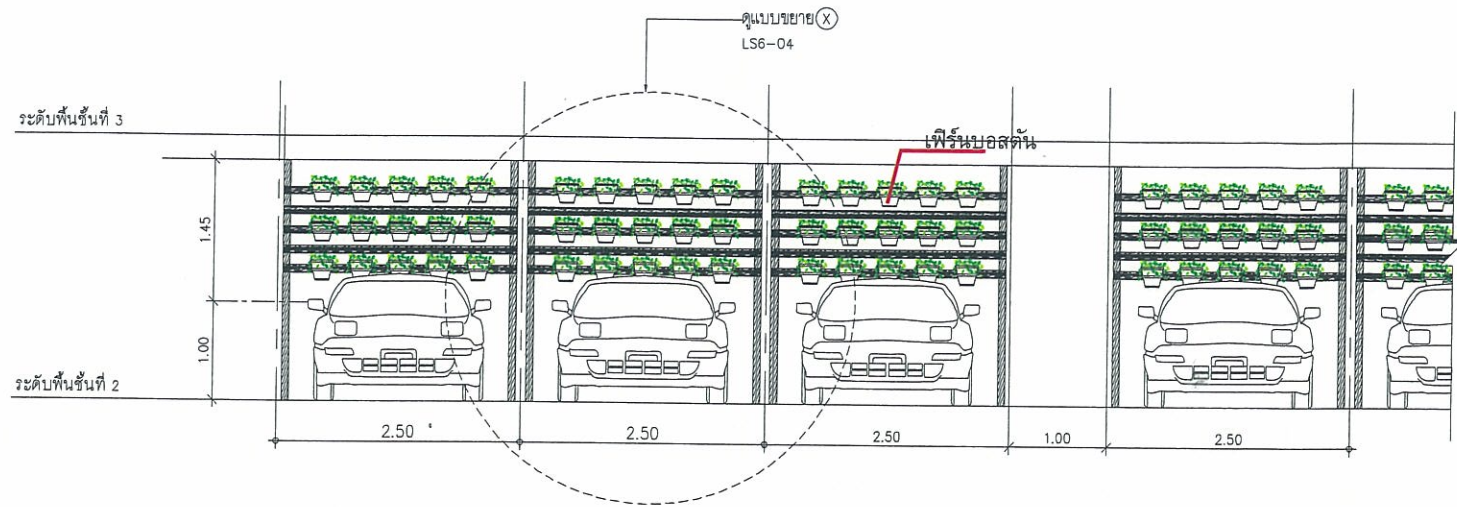 ดูแบบขยาย X
LS6-04
ระดับพื้นชั้นที่ 3
เฟิร์นบอสตัน
1.45
1.00
ระดับพื้นชั้นที่ 2
2.50 2.50 2.50 1.00 2.50